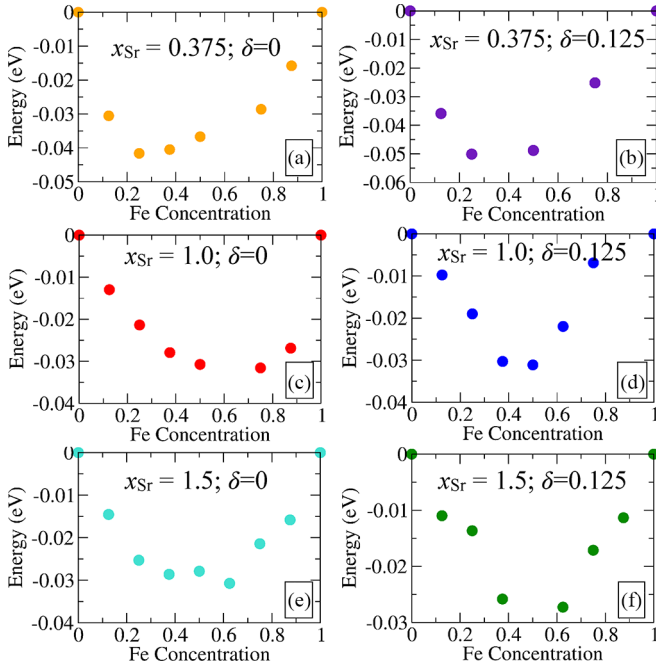 0
-0.01
-0.02
-0.03
-0.04
-0.05
Energy (eV)
xSr = 0.375; δ=0
(a)
0 0.2 0.4 0.6 0.8 1
Fe Concentration
0
-0.01
-0.02
-0.03
-0.04
-0.05
-0.06
Energy (eV)
xSr = 0.375; δ=0.125
(b)
0 0.2 0.4 0.6 0.8 1
Fe Concentration
0
-0.01
-0.02
-0.03
-0.04
Energy (eV)
xSr = 1.0; δ=0
(c)
0 0.2 0.4 0.6 0.8 1
Fe Concentration
0
-0.01
-0.02
-0.03
-0.04
Energy (eV)
xSr = 1.0; δ=0.125
(d)
0 0.2 0.4 0.6 0.8 1
Fe Concentration
0
-0.01
-0.02
-0.03
-0.04
Energy (eV)
xSr = 1.5; δ=0
(e)
0 0.2 0.4 0.6 0.8 1
Fe Concentration
0
-0.01
-0.02
-0.03
Energy (eV)
xSr = 1.5; δ=0.125
(f)
0 0.2 0.4 0.6 0.8 1
Fe Concentration